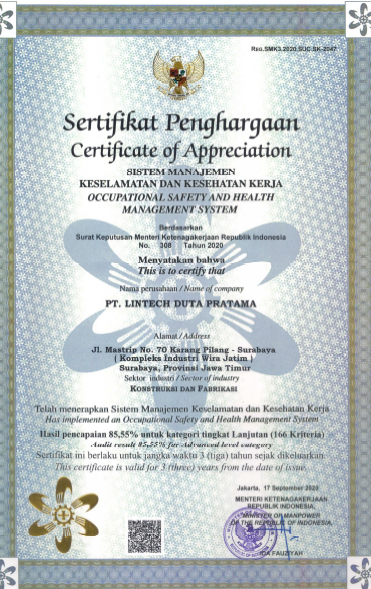 Rso.SMK3.2020.SUC.SK-2047
Sertifikat Penghargaan
Certificate of Appreciation
SISTEM MANAJEMEN
KESELAMATAN DAN KESEHATAN KERJA
OCCUPATIONAL SAFETY AND HEALTH
MANAGEMENT SYSTEM
Berdasarkan
Surat Keputusan Menteri Ketenagakerjaan Republik Indonesia
No. 308 Tahun 2020
Menyatakan bahwa
This is to certify that
Nama perusahaan / Name of company
PT. LINTECH DUTA PRATAMA
Alamat / Address
Jl. Mastrip No. 70 Karang Pilang - Surabaya
( Kompleks Industri Wira Jatim )
Surabaya, Provinsi Jawa Timur
Sektor industri / Sector of industry
KONSTRUKSI DAN FABRIKASI
Telah menerapkan Sistem Manajemen Keselamatan dan Kesehatan Kerja
Has implemented an Occupational Safety and Health Management System
Hasil pencapaian 85,55% untuk kategori tingkat Lanjutan (166 Kriteria)
Audit result 85,55% for Advanced level category
Sertifikat ini berlaku untuk jangka waktu 3 (tiga) tahun sejak dikeluarkan
This certificate is valid for 3 (three) years from the date of issue.
Jakarta, 17 September 2020
MENTERI KETENAGAKERJAAN
REPUBLIK INDONESIA,
MINISTER OF MANPOWER
OF THE REPUBLIC OF INDONESIA,
IDA FAUZIYAH